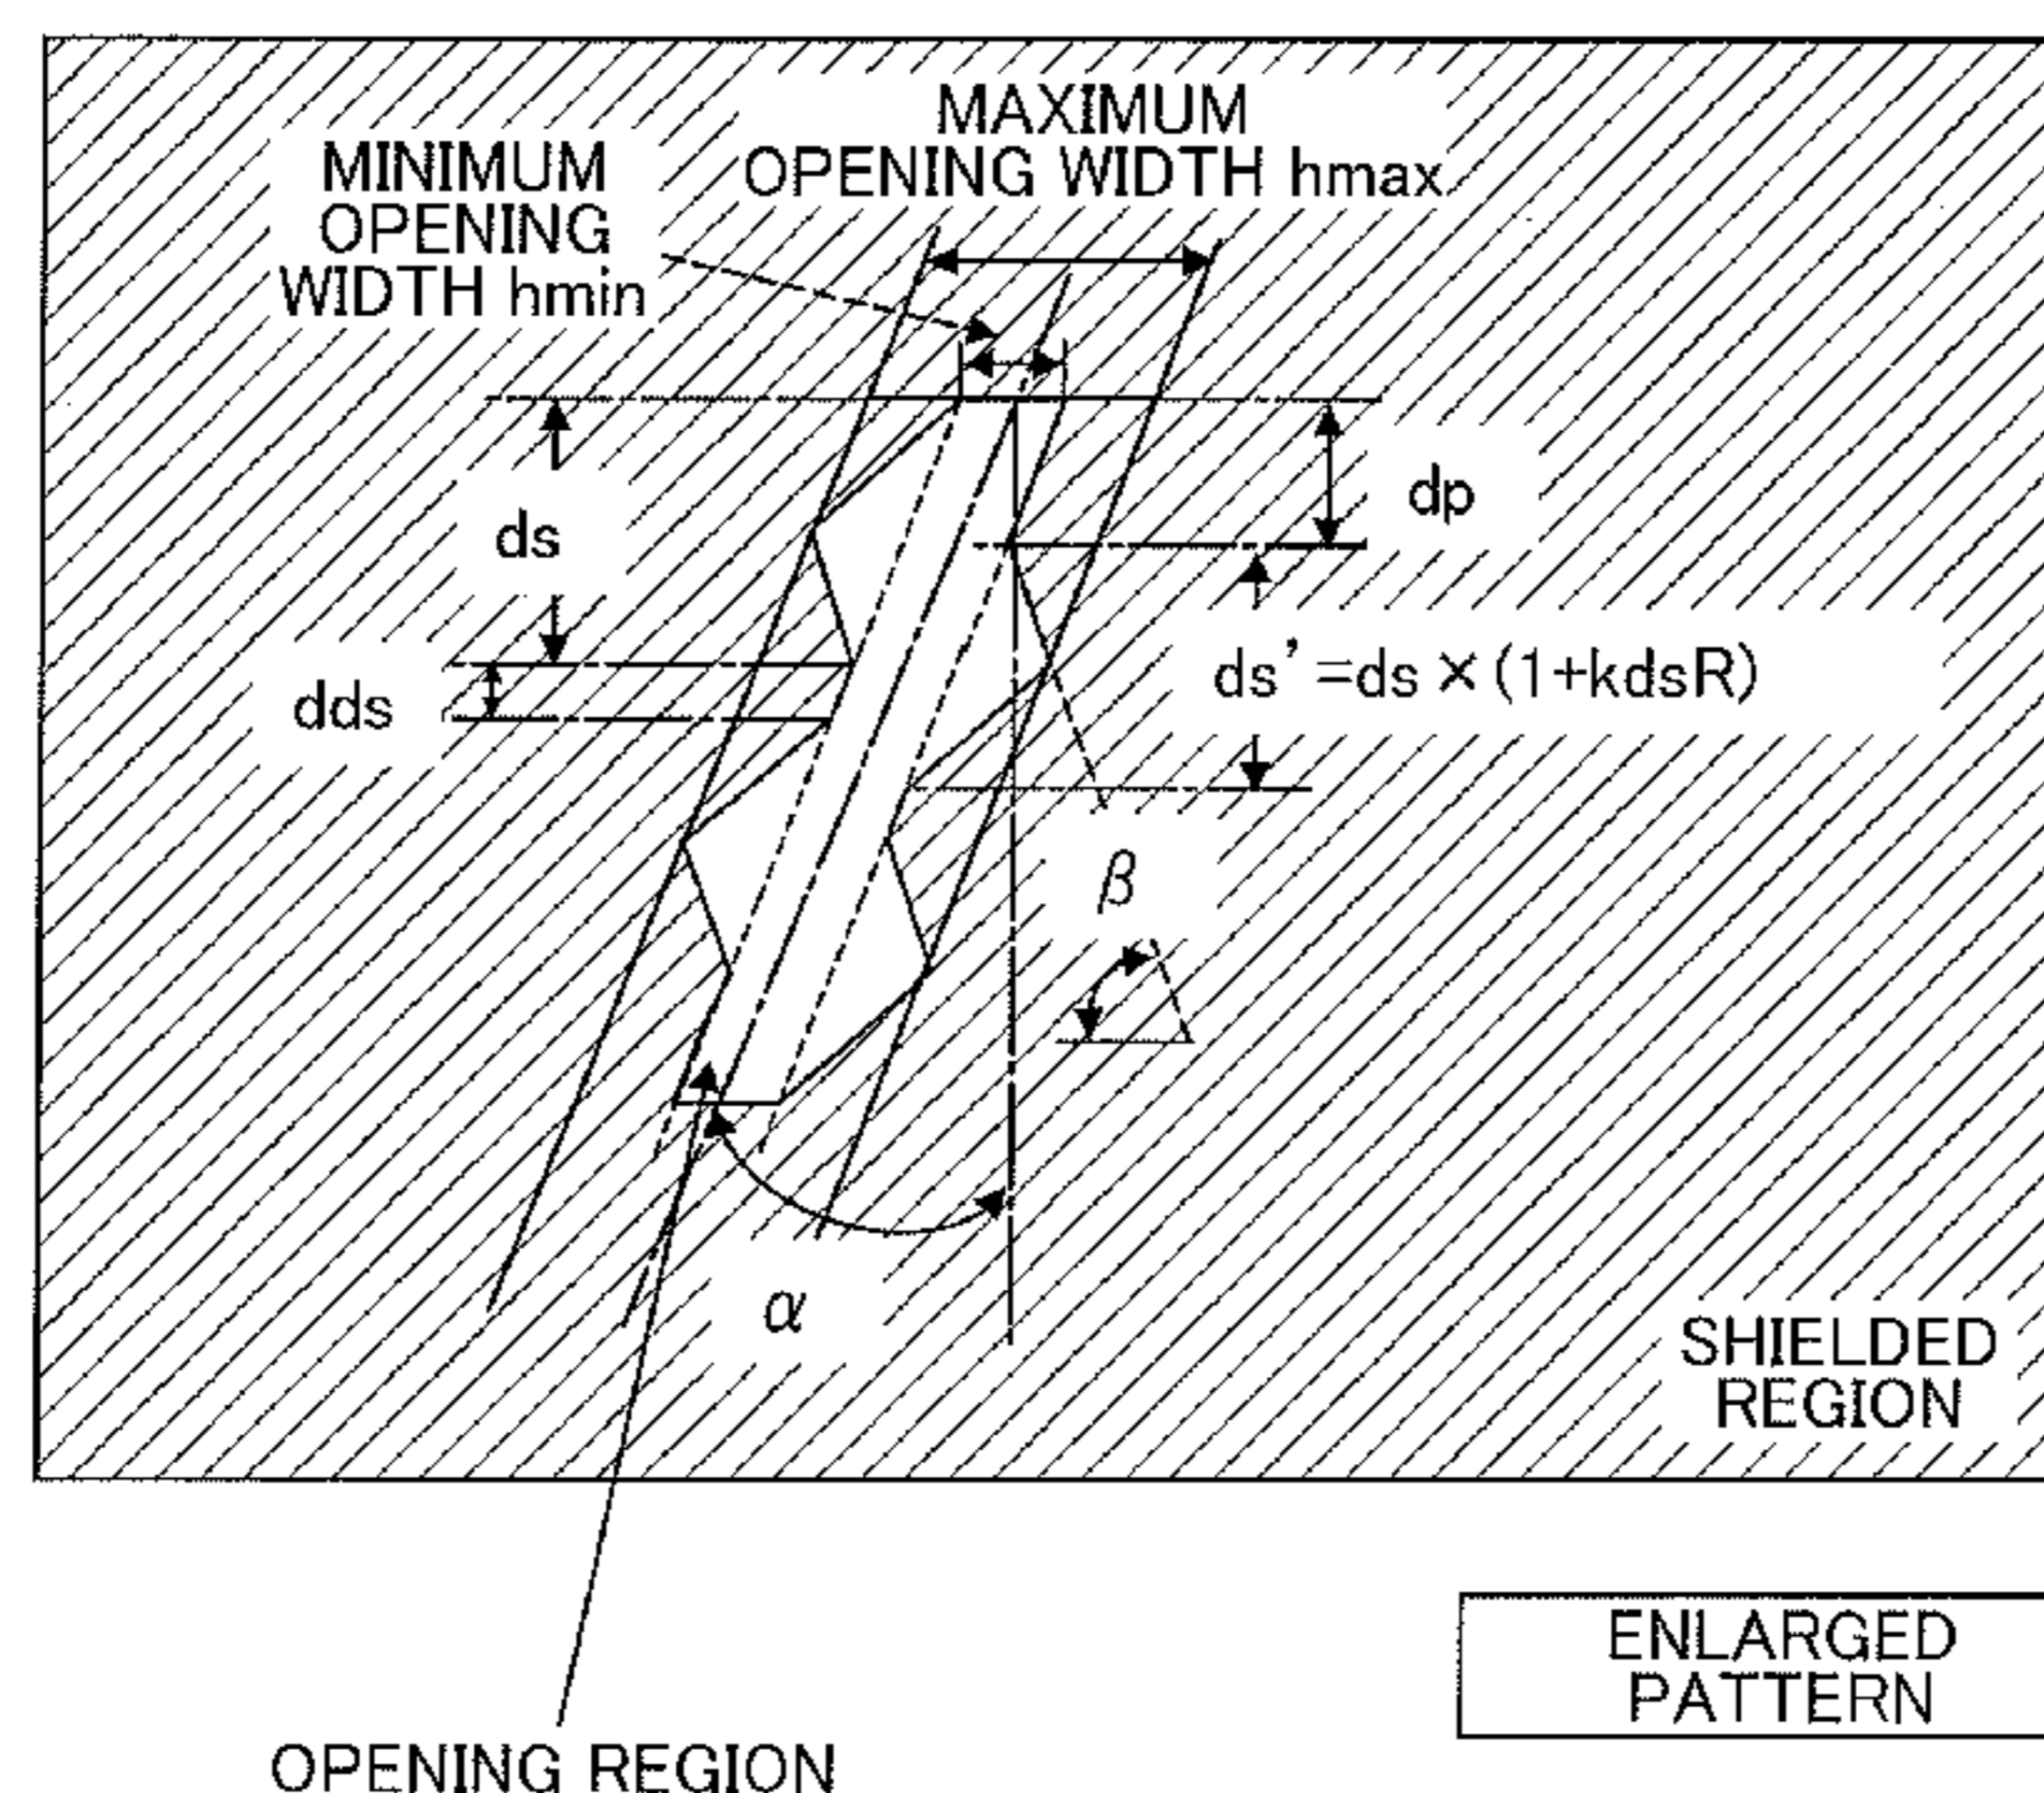 MAXIMUM
OPENING WIDTH hmax
MINIMUM
OPENING
WIDTH hmin
ds
dp
ds'=ds×(1+kdsR)
dds
β
α
SHIELDED
REGION
ENLARGED
PATTERN
OPENING REGION